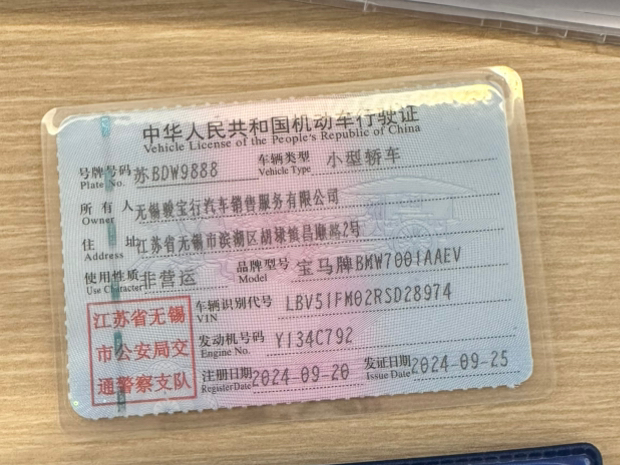 中华人民共和国机动车行驶证
Vehicle License of the People's Republic of China
号牌号码 苏BDW9888 车辆类型 小型轿车
Plate No. Vehicle Type
所有人 无锡骏宝行汽车销售服务有限公司
Owner
住址 江苏省无锡市滨湖区胡埭镇昌顺路2号
Address
使用性质 非营运 品牌型号 宝马牌BMW7001AAEV
Use Character Model
江苏省无锡
市公安局交
通警察支队
车辆识别代号 LBV51FM02RSD28974
VIN
发动机号码 Y134C792
Engine No.
注册日期 2024-09-20 发证日期 2024-09-25
RegisterDate Issue Date